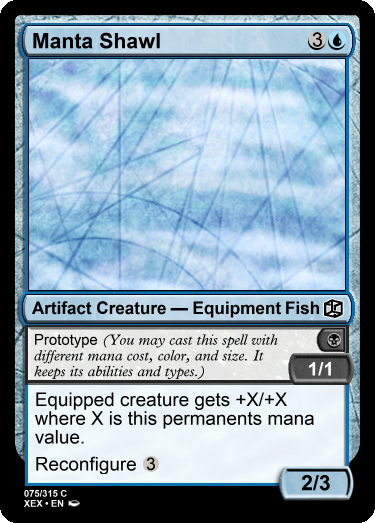 Manta Shawl 3
Artifact Creature — Equipment Fish
Prototype (You may cast this spell with
different mana cost, color, and size. It
keeps its abilities and types.)
1/1
Equipped creature gets +X/+X
where X is this permanents mana
value.
Reconfigure 3
2/3
075/315 C
XEX • EN